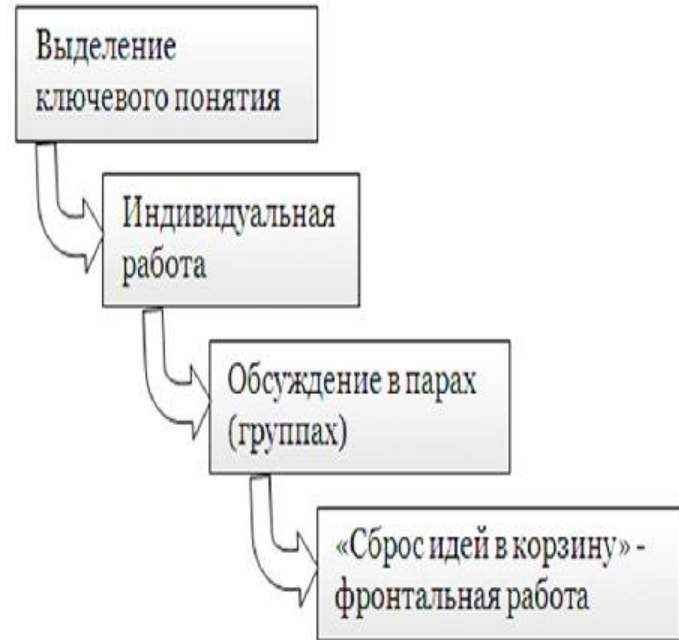 Выделение
ключевого понятия
Индивидуальная
работа
Обсуждение в парах
(группах)
«Сброс идей в корзину» -
фронтальная работа